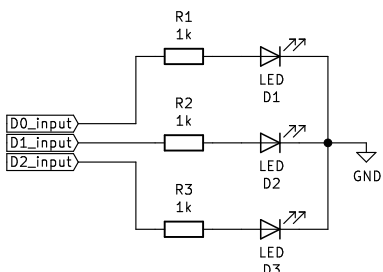 R1
1k
LED
D1
D0_input
D1_input
D2_input
R2
1k
LED
D2
GND
R3
1k
LED
D3